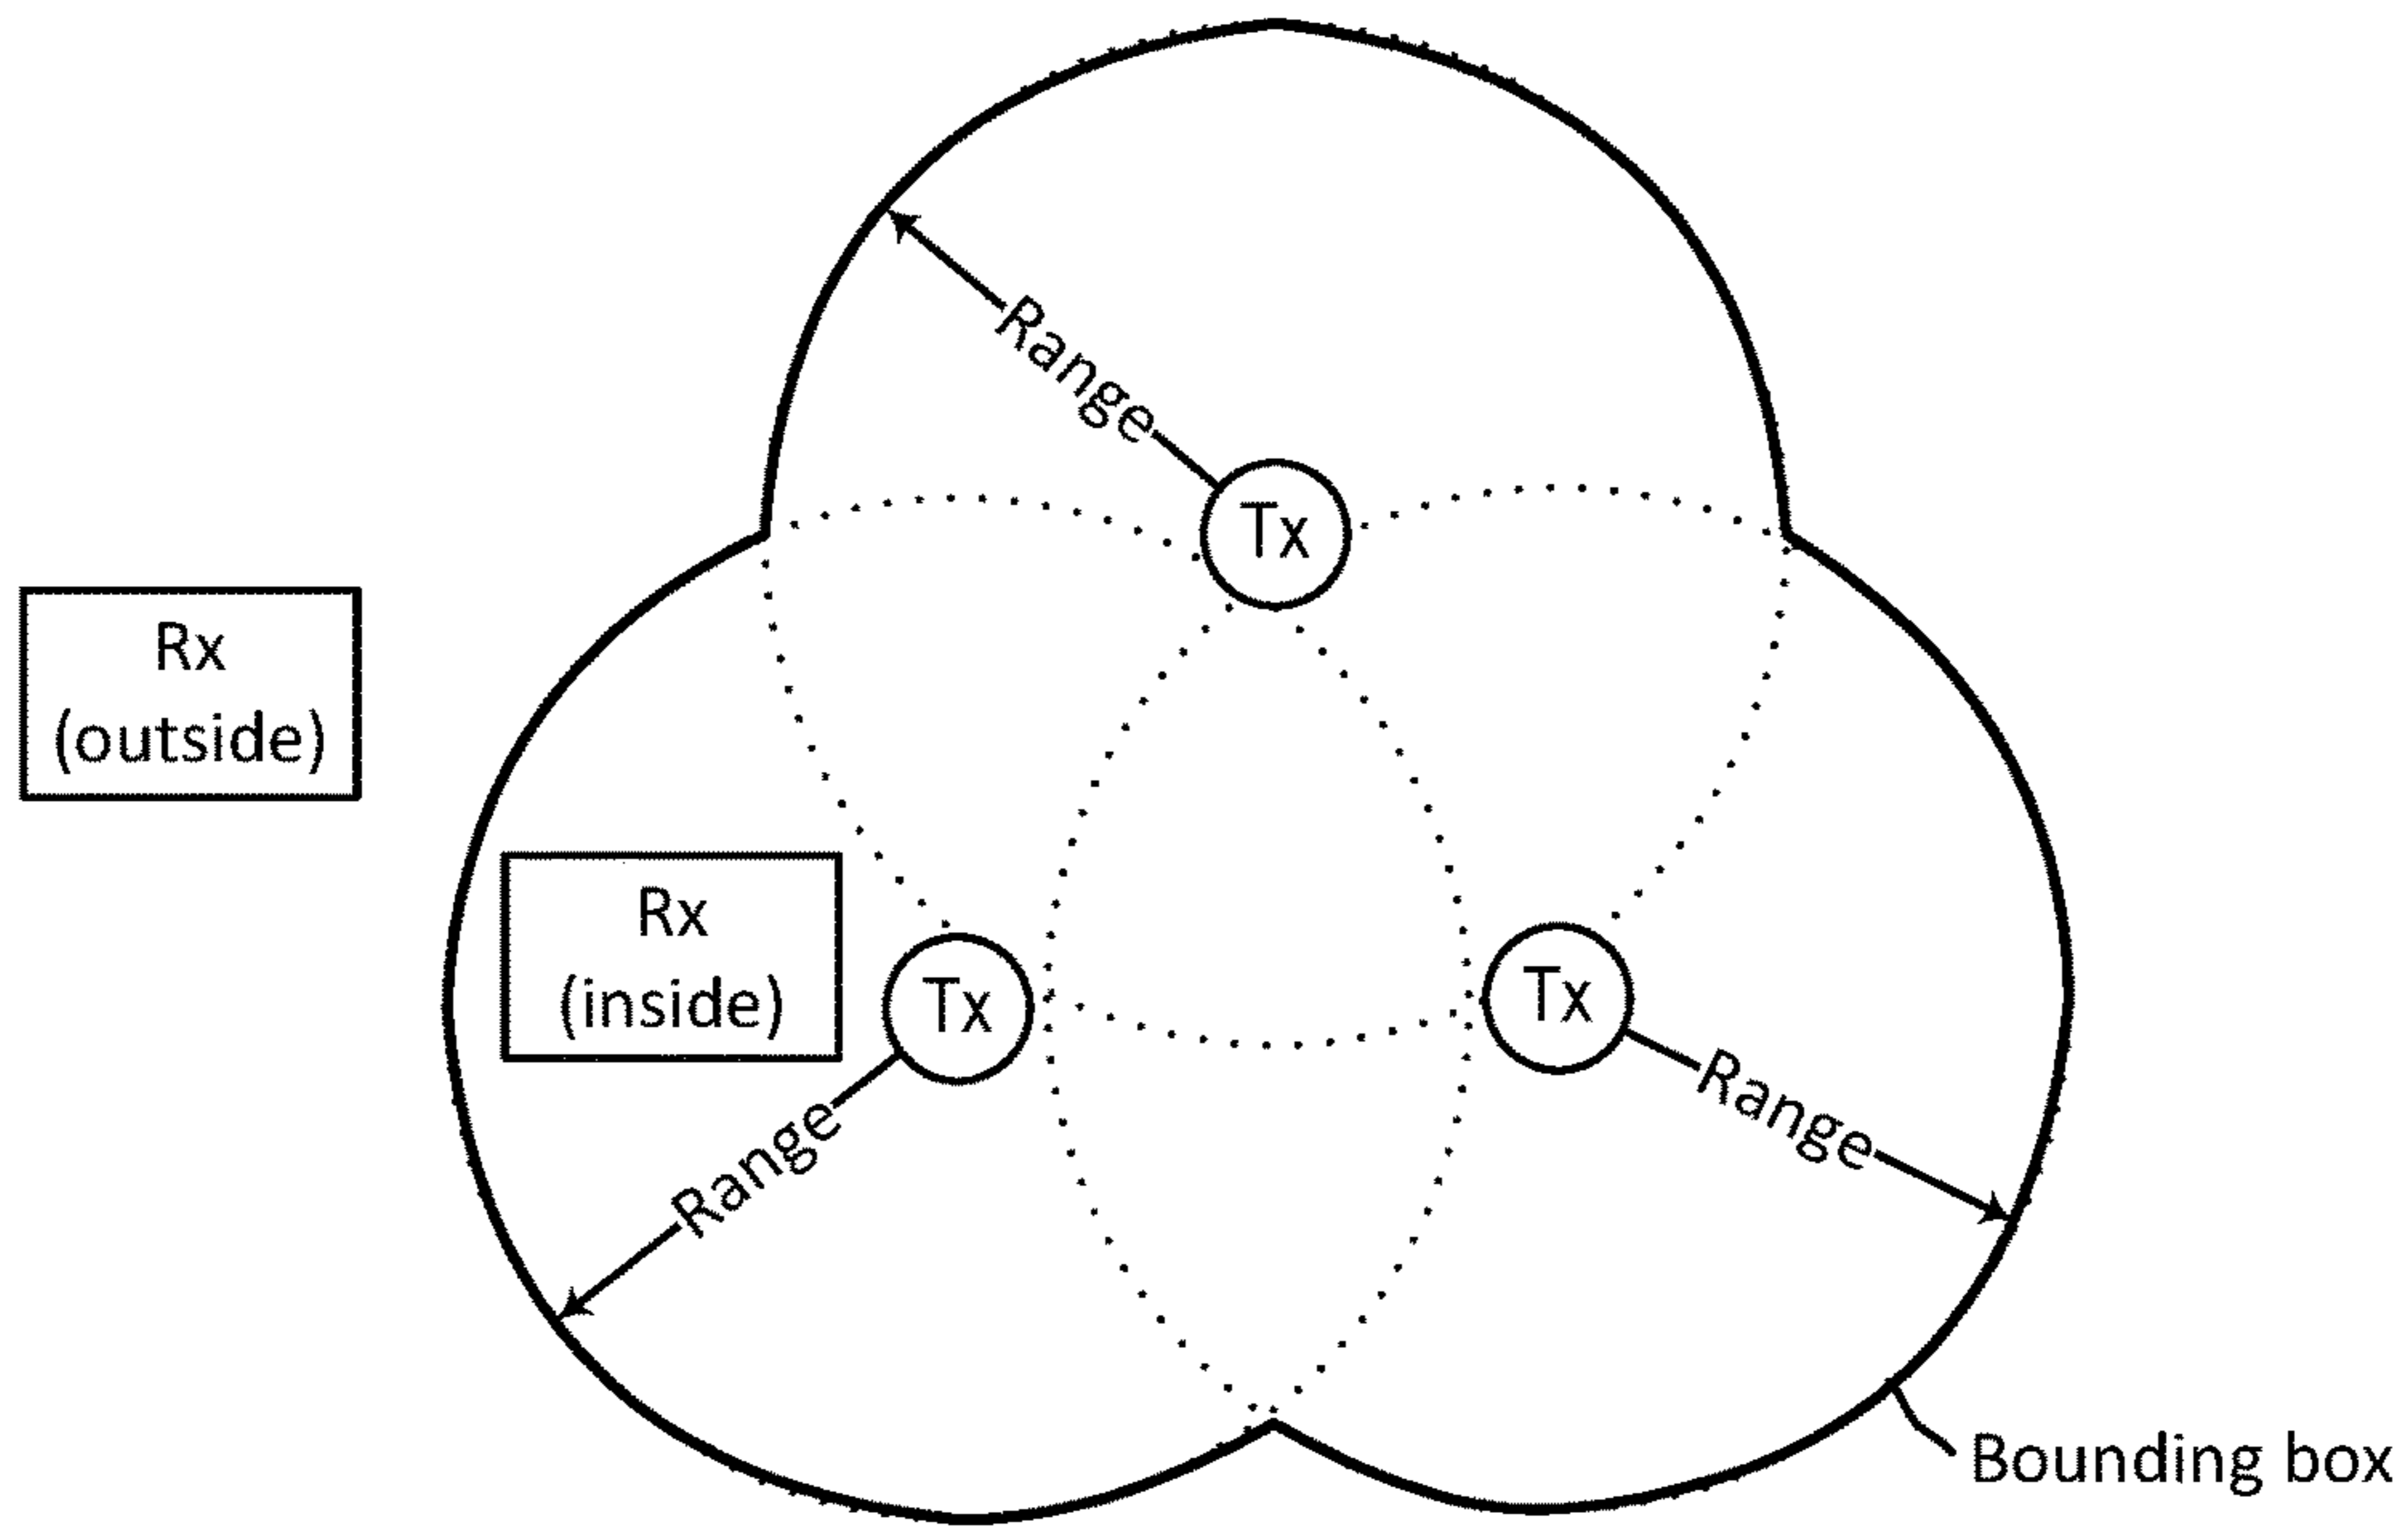 Range
Tx
Rx
(outside)
Rx
(inside)
Tx
Tx
Range
Range
Bounding box